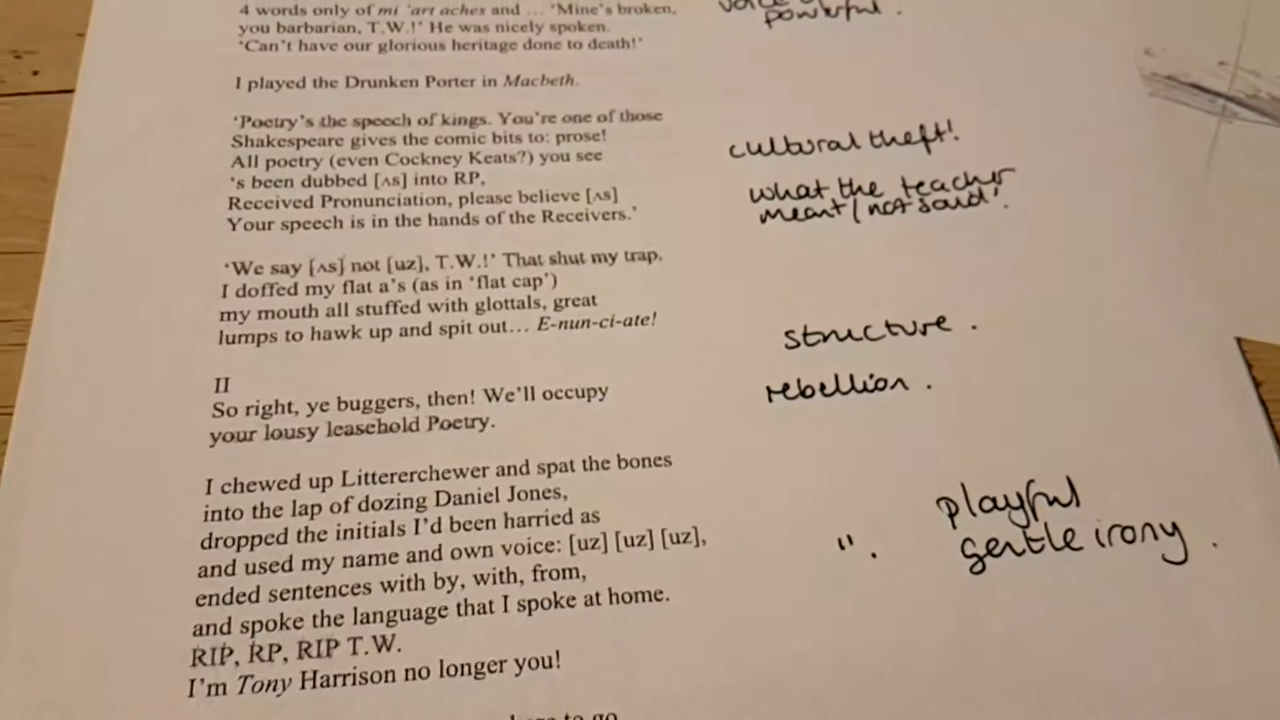 4 words only of mi 'art aches and ... 'Mine's broken,
you barbarian, T.W.!' He was nicely spoken.
'Can't have our glorious heritage done to death!'
powerful.
I played the Drunken Porter in Macbeth.
'Poetry's the speech of kings. You're one of those
Shakespeare gives the comic bits to: prose!
All poetry (even Cockney Keats?) you see
's been dubbed [ʌs] into RP,
Received Pronunciation, please believe [ʌs]
Your speech is in the hands of the Receivers.'
cultural theft!
what the teacher
meant / not said!
'We say [ʌs] not [uz], T.W.!' That shut my trap.
I doffed my flat a's (as in 'flat cap')
my mouth all stuffed with glottals, great
lumps to hawk up and spit out... E-nun-ci-ate!
structure.
II
So right, ye buggers, then! We'll occupy
your lousy leasehold Poetry.
rebellion.
I chewed up Littererchewer and spat the bones
into the lap of dozing Daniel Jones,
dropped the initials I'd been harried as
and used my name and own voice: [uz] [uz] [uz],
ended sentences with by, with, from,
and spoke the language that I spoke at home.
RIP, RP, RIP T.W.
I'm Tony Harrison no longer you!
".
playful
gentle irony.